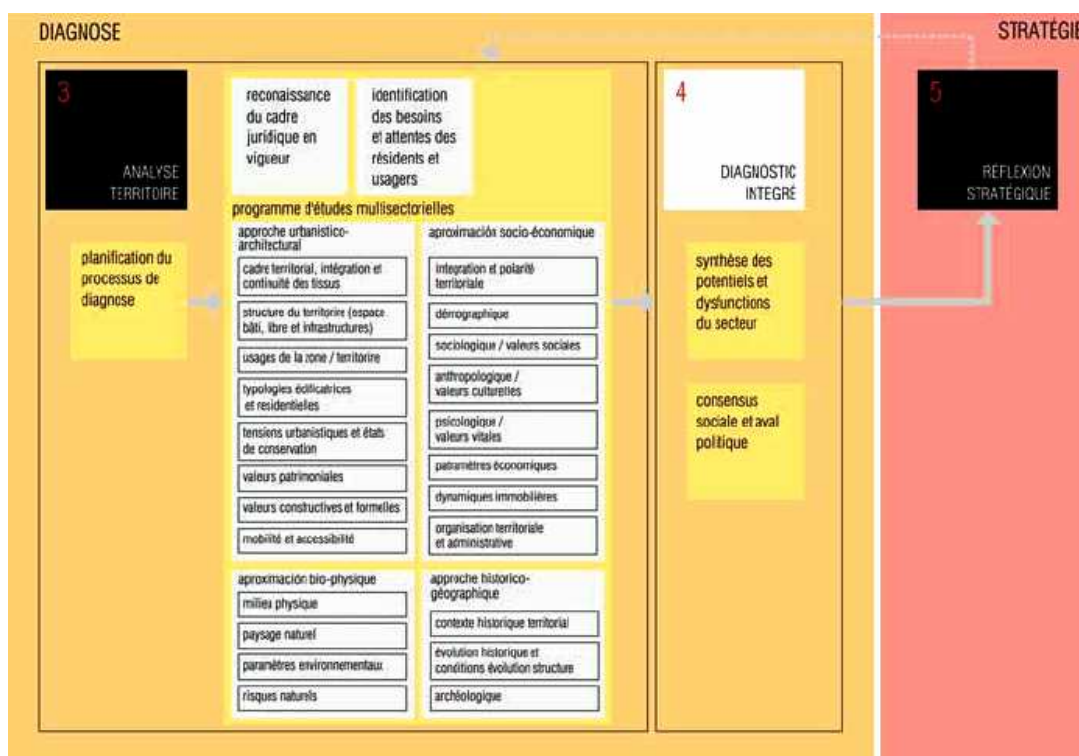 DIAGNOSE
STRATÉGIE
3
ANALYSE
TERRITOIRE
planification du
processus de
diagnose
reconaissance
du cadre
juridique en
vigueur
identification
des besoins
et attentes des
résidents et
usagers
programme d'études multisectorielles
approche urbanistico-
architectural
cadre territorial, intégration et
continuité des tissus
structure du territorire (espace
bâti, libre et infrastructures)
usages de la zone / territorire
typologies édificatrices
et residentielles
tensions urbanistiques et états
de conservation
valeurs patrimoniales
valeurs constructives et formelles
mobilité et accessibilité
aproximación socio-économique
integration et polarité
territoriale
démographique
sociologique / valeurs sociales
anthropologique /
valeurs culturelles
psicologique /
valeurs vitales
paramètres économiques
dynamiques immobilières
organisation territoriale
et administrative
aproximación bio-physique
milieu physique
paysage naturel
paramètres environnementaux
risques naturels
approche historico-
géographique
contexte historique territorial
évolution historique et
conditions évolution structure
archéologique
4
DIAGNOSTIC
INTEGRÉ
synthèse des
potentiels et
dysfunctions
du secteur
consensus
sociale et aval
politique
5
RÉFLEXION
STRATÉGIQUE